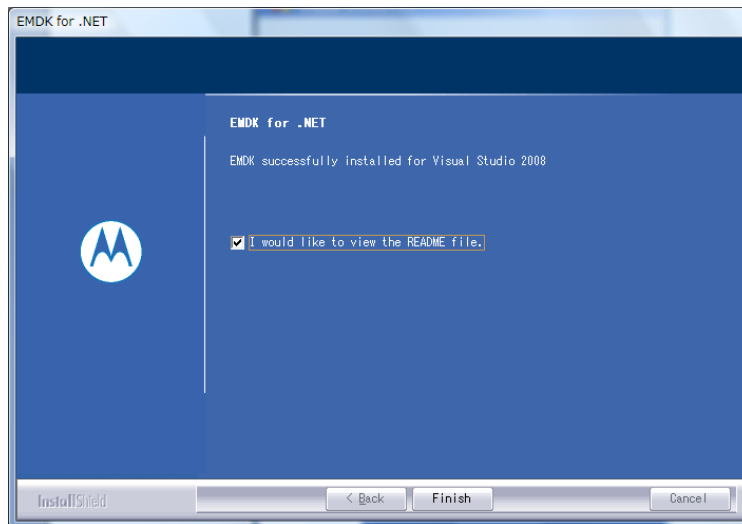 EMDK for .NET
EMDK for .NET
EMDK successfully installed for Visual Studio 2008
I would like to view the README file.
InstallShield
< Back
Finish
Cancel